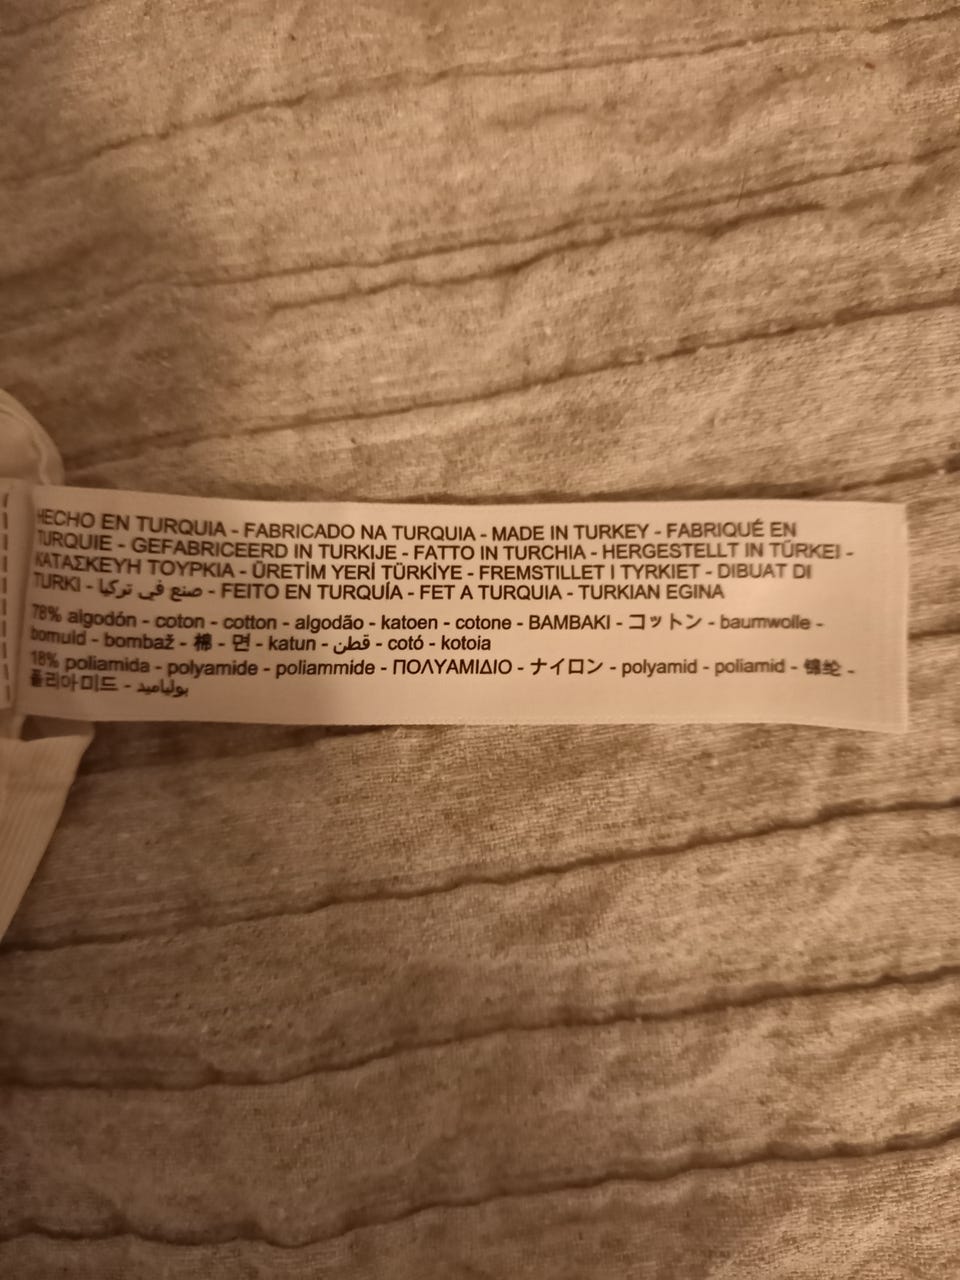 HECHO EN TURQUIA - FABRICADO NA TURQUIA - MADE IN TURKEY - FABRIQUÉ EN
TURQUIE - GEFABRICEERD IN TURKIJE - FATTO IN TURCHIA - HERGESTELLT IN TÜRKEI -
ΚΑΤΑΣΚΕΥΗ ΤΟΥΡΚΙΑ - ÜRETİM YERİ TÜRKİYE - FREMSTILLET I TYRKIET - DIBUAT DI
TURKI - صنع في تركيا - FEITO EN TURQUÍA - FET A TURQUIA - TURKIAN EGINA
78% algodón - coton - cotton - algodão - katoen - cotone - BAMBAKI - コットン - baumwolle -
bomuld - bombaž - 棉 - 면 - katun - قطن - cotó - kotoia
18% poliamida - polyamide - poliammide - ΠΟΛΥΑΜΙΔΙΟ - ナイロン - polyamid - poliamid - 锦纶 -
폴리아미드 - بولياميد